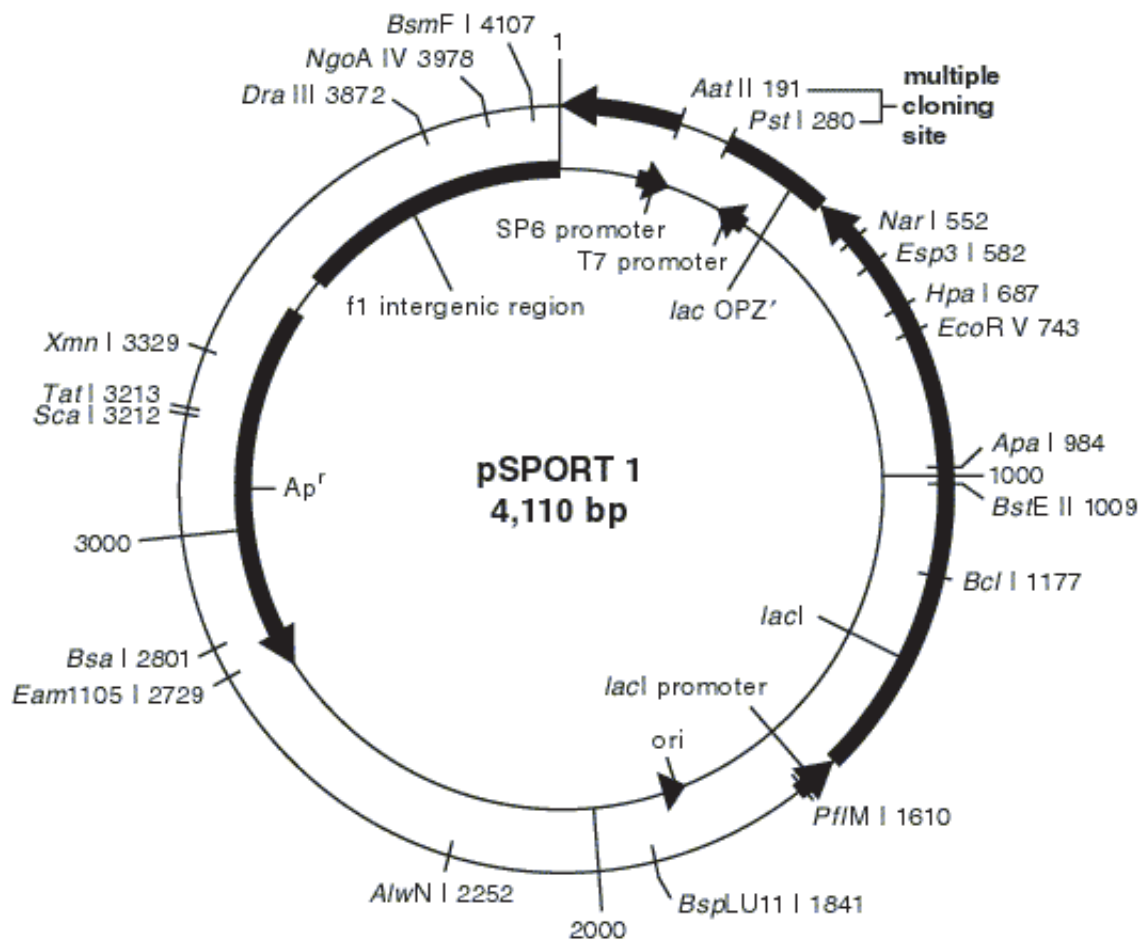 BsmF I 4107
1
NgoA IV 3978
Dra III 3872
Aat II 191
Pst I 280
multiple
cloning
site
SP6 promoter
T7 promoter
f1 intergenic region
lac OPZ′
Nar I 552
Esp3 I 582
Hpa I 687
EcoR V 743
Xmn I 3329
Tat I 3213
Sca I 3212
Apr
pSPORT 1
4,110 bp
Apa I 984
1000
BstE II 1009
3000
Bcl I 1177
lacI
Bsa I 2801
Eam1105 I 2729
lacI promoter
ori
PflM I 1610
AlwN I 2252
BspLU11 I 1841
2000